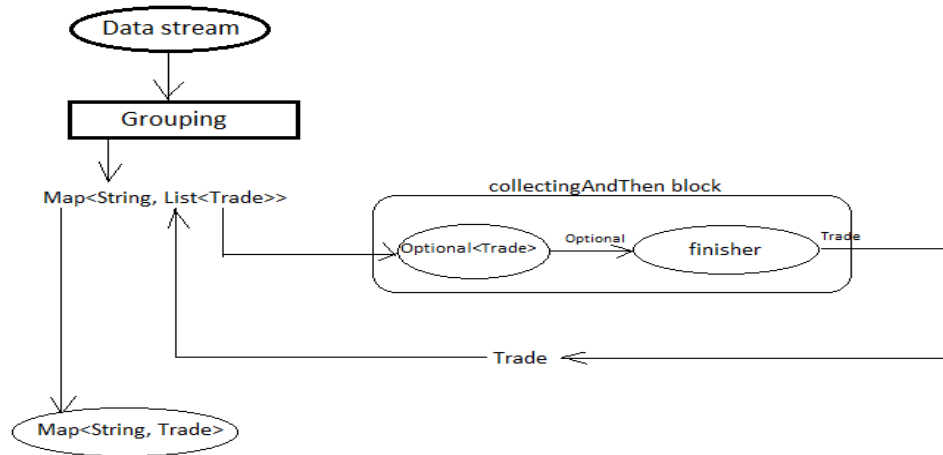 Data stream
Grouping
Map<String, List<Trade>>
collectingAndThen block
Optional<Trade>
Optional
finisher
Trade
Trade
Map<String, Trade>